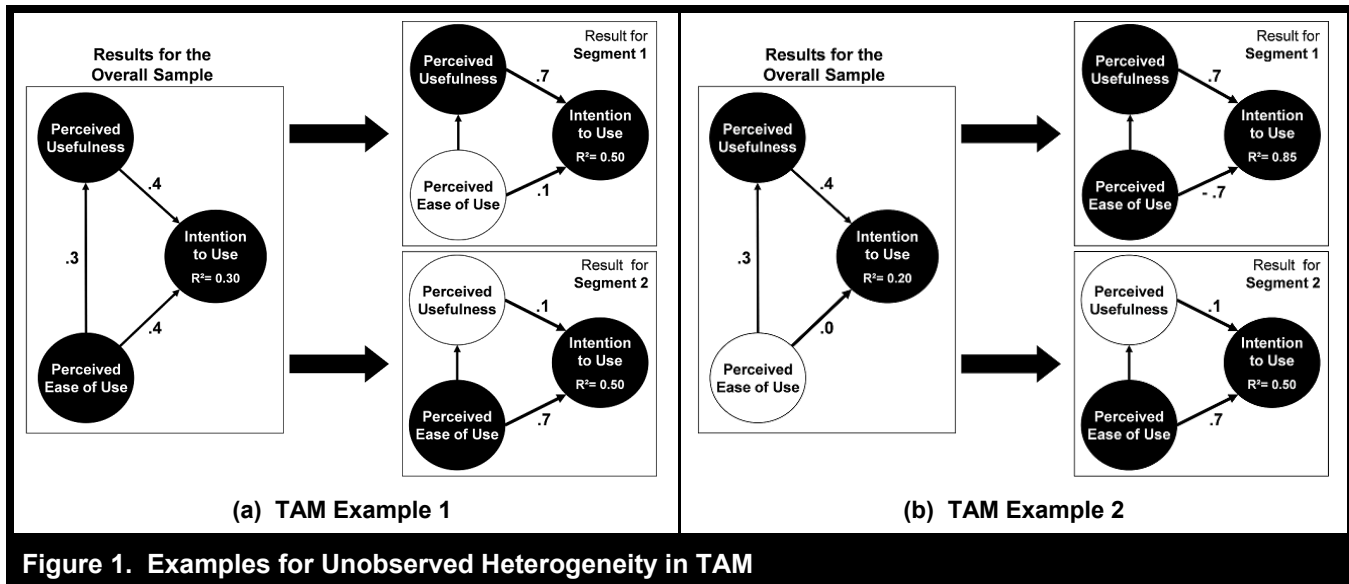 Results for the
Overall Sample
Perceived
Usefulness
.4
.3
Intention
to Use
R²= 0.30
.4
Perceived
Ease of Use
Result for
Segment 1
Perceived
Usefulness
.7
Intention
to Use
R²= 0.50
Perceived
Ease of Use
.1
Result for
Segment 2
Perceived
Usefulness
.1
Intention
to Use
R²= 0.50
Perceived
Ease of Use
.7
(a) TAM Example 1
Results for the
Overall Sample
Perceived
Usefulness
.4
.3
Intention
to Use
R²= 0.20
.0
Perceived
Ease of Use
Result for
Segment 1
Perceived
Usefulness
.7
Intention
to Use
R²= 0.85
Perceived
Ease of Use
- .7
Result for
Segment 2
Perceived
Usefulness
.1
Intention
to Use
R²= 0.50
Perceived
Ease of Use
.7
(b) TAM Example 2
Figure 1. Examples for Unobserved Heterogeneity in TAM